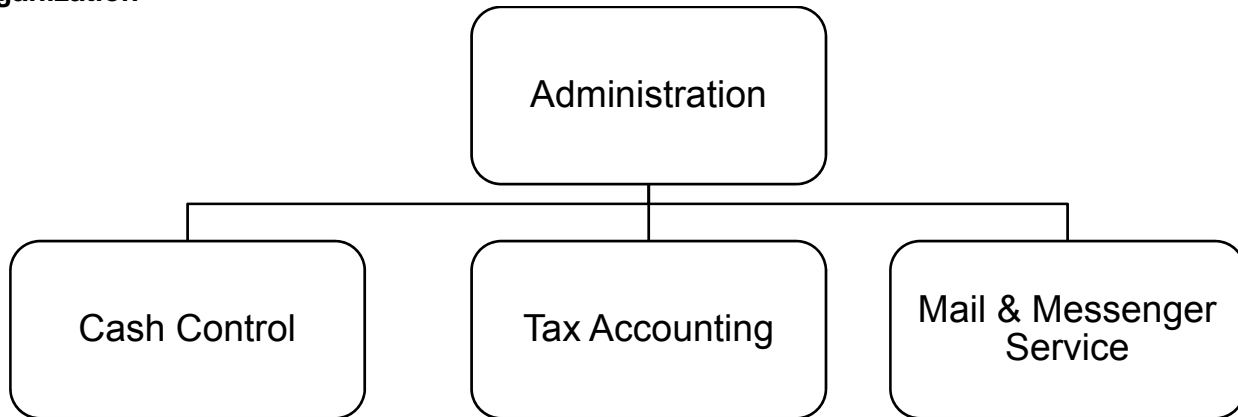 Administration
Cash Control
Tax Accounting
Mail & Messenger
Service